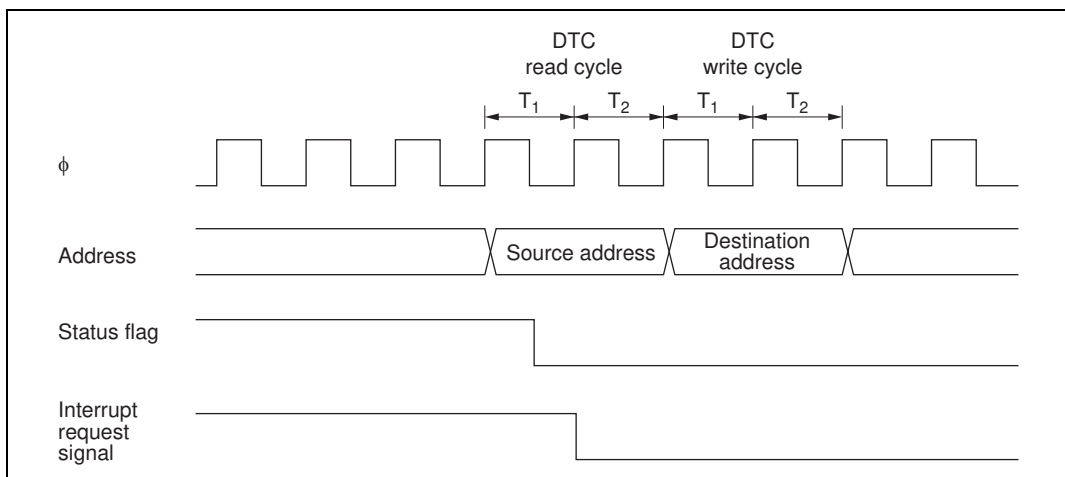 DTC
read cycle
DTC
write cycle
T1
T2
T1
T2
ϕ
Address
Source address
Destination
address
Status flag
Interrupt
request
signal